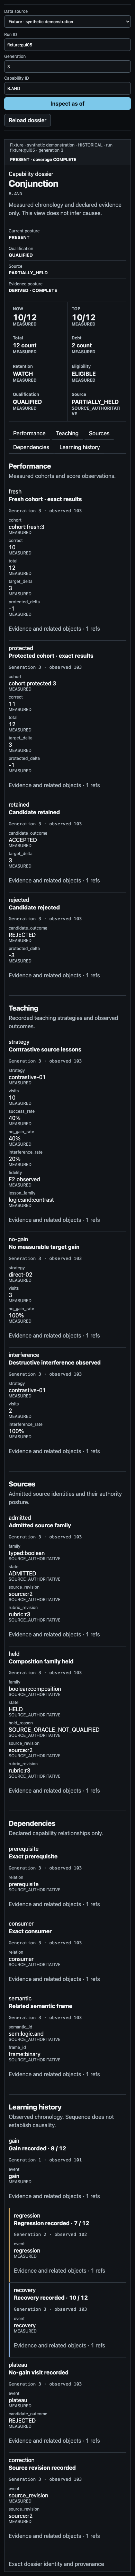 Data source
Fixture · synthetic demonstration
Run ID
fixture:gui05
Generation
3
Capability ID
B.AND
Inspect as of
Reload dossier
Fixture · synthetic demonstration · HISTORICAL · run
fixture:gui05 · generation 3
PRESENT · coverage COMPLETE
Capability dossier
Conjunction
B.AND
Measured chronology and declared evidence
only. This view does not infer causes.
Current posture
PRESENT
Qualification
QUALIFIED
Source
PARTIALLY_HELD
Evidence posture
DERIVED · COMPLETE
NOW
10/12
MEASURED
TOP
10/12
MEASURED
Total
12 count
MEASURED
Debt
2 count
MEASURED
Retention
WATCH
MEASURED
Eligibility
ELIGIBLE
MEASURED
Qualification
QUALIFIED
MEASURED
Source
PARTIALLY_HELD
SOURCE_AUTHORITATI
VE
Performance
Teaching
Sources
Dependencies
Learning history
Performance
Measured cohorts and score observations.
fresh
Fresh cohort · exact results
Generation 3 · observed 103
cohort
cohort:fresh:3
MEASURED
correct
10
MEASURED
total
12
MEASURED
target_delta
3
MEASURED
protected_delta
-1
MEASURED
Evidence and related objects · 1 refs
protected
Protected cohort · exact results
Generation 3 · observed 103
cohort
cohort:protected:3
MEASURED
correct
11
MEASURED
total
12
MEASURED
target_delta
3
MEASURED
protected_delta
-1
MEASURED
Evidence and related objects · 1 refs
retained
Candidate retained
Generation 3 · observed 103
candidate_outcome
ACCEPTED
MEASURED
target_delta
3
MEASURED
Evidence and related objects · 1 refs
rejected
Candidate rejected
Generation 3 · observed 103
candidate_outcome
REJECTED
MEASURED
protected_delta
-3
MEASURED
Evidence and related objects · 1 refs
Teaching
Recorded teaching strategies and observed
outcomes.
strategy
Contrastive source lessons
Generation 3 · observed 103
strategy
contrastive-01
MEASURED
visits
10
MEASURED
success_rate
40%
MEASURED
no_gain_rate
40%
MEASURED
interference_rate
20%
MEASURED
fidelity
F2 observed
MEASURED
lesson_family
logic:and:contrast
MEASURED
Evidence and related objects · 1 refs
no-gain
No measurable target gain
Generation 3 · observed 103
strategy
direct-02
MEASURED
visits
3
MEASURED
no_gain_rate
100%
MEASURED
Evidence and related objects · 1 refs
interference
Destructive interference observed
Generation 3 · observed 103
strategy
contrastive-01
MEASURED
visits
2
MEASURED
interference_rate
100%
MEASURED
Evidence and related objects · 1 refs
Sources
Admitted source identities and their authority
posture.
admitted
Admitted source family
Generation 3 · observed 103
family
typed:boolean
SOURCE_AUTHORITATIVE
state
ADMITTED
SOURCE_AUTHORITATIVE
source_revision
source:r2
SOURCE_AUTHORITATIVE
rubric_revision
rubric:r3
SOURCE_AUTHORITATIVE
Evidence and related objects · 1 refs
held
Composition family held
Generation 3 · observed 103
family
boolean:composition
SOURCE_AUTHORITATIVE
state
HELD
SOURCE_AUTHORITATIVE
hold_reason
SOURCE_ORACLE_NOT_QUALIFIED
SOURCE_AUTHORITATIVE
source_revision
source:r2
SOURCE_AUTHORITATIVE
rubric_revision
rubric:r3
SOURCE_AUTHORITATIVE
Evidence and related objects · 1 refs
Dependencies
Declared capability relationships only.
prerequisite
Exact prerequisite
Generation 3 · observed 103
relation
prerequisite
SOURCE_AUTHORITATIVE
Evidence and related objects · 1 refs
consumer
Exact consumer
Generation 3 · observed 103
relation
consumer
SOURCE_AUTHORITATIVE
Evidence and related objects · 1 refs
semantic
Related semantic frame
Generation 3 · observed 103
semantic_id
sem:logic.and
SOURCE_AUTHORITATIVE
frame_id
frame:binary
SOURCE_AUTHORITATIVE
Evidence and related objects · 1 refs
Learning history
Observed chronology. Sequence does not
establish causality.
gain
Gain recorded · 9 / 12
Generation 1 · observed 101
event
gain
MEASURED
Evidence and related objects · 1 refs
regression
Regression recorded · 7 / 12
Generation 2 · observed 102
event
regression
MEASURED
Evidence and related objects · 1 refs
recovery
Recovery recorded · 10 / 12
Generation 3 · observed 103
event
recovery
MEASURED
Evidence and related objects · 1 refs
plateau
No-gain visit recorded
Generation 3 · observed 103
event
plateau
MEASURED
candidate_outcome
REJECTED
MEASURED
Evidence and related objects · 1 refs
correction
Source revision recorded
Generation 3 · observed 103
event
source_revision
MEASURED
source_revision
source:r2
MEASURED
Evidence and related objects · 1 refs
Exact dossier identity and provenance